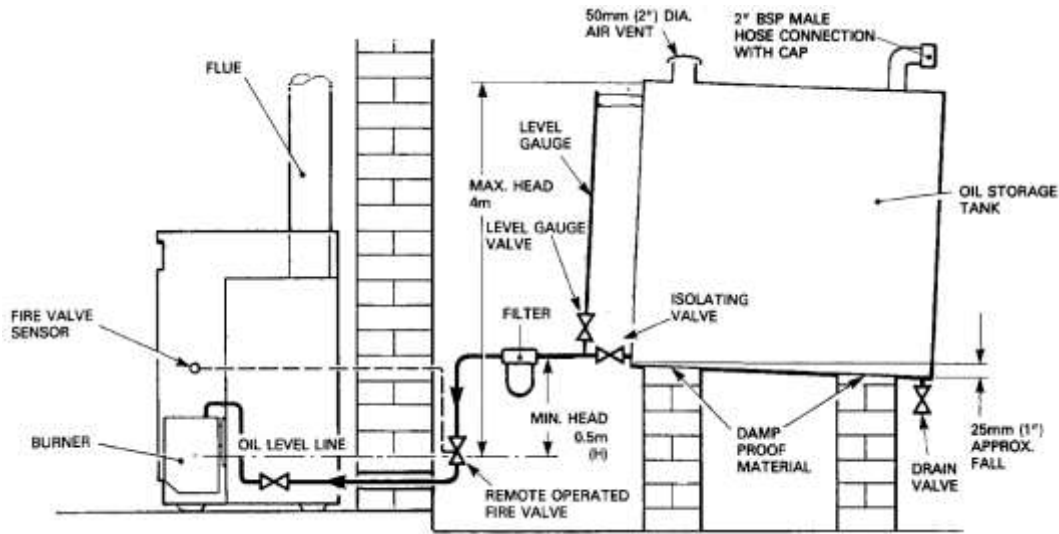 50mm (2") DIA.
AIR VENT
2" BSP MALE
HOSE CONNECTION
WITH CAP
FLUE
LEVEL
GAUGE
MAX. HEAD
4m
OIL STORAGE
TANK
LEVEL GAUGE
VALVE
ISOLATING
VALVE
FIRE VALVE
SENSOR
FILTER
MIN. HEAD
0.5m
(H)
BURNER
OIL LEVEL LINE
DAMP
PROOF
MATERIAL
25mm (1")
APPROX.
FALL
DRAIN
VALVE
REMOTE OPERATED
FIRE VALVE